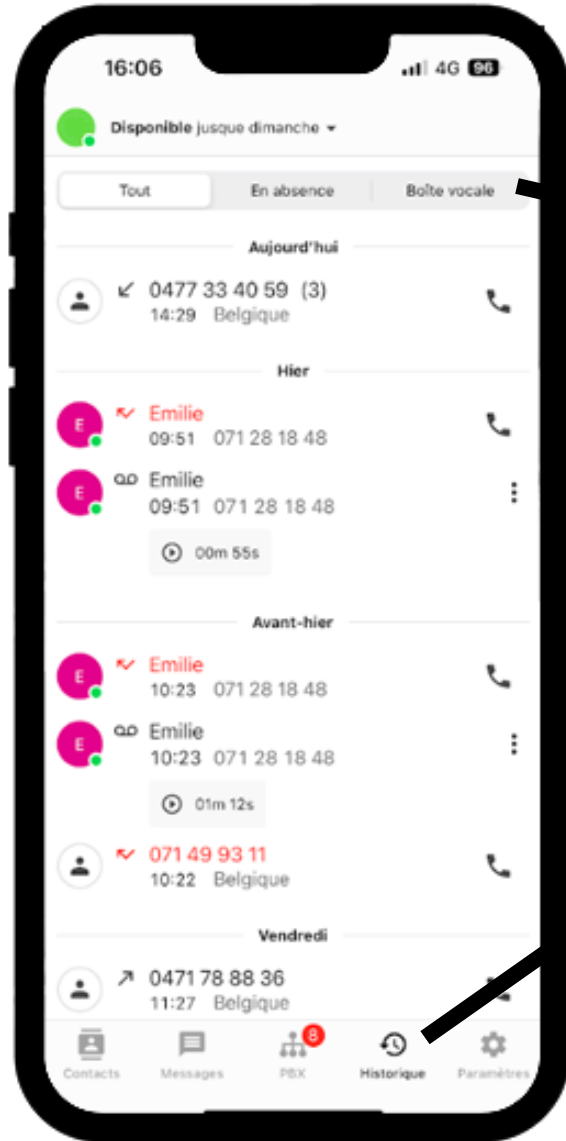 16:06 4G 96
Disponible jusque dimanche
Tout En absence Boîte vocale
Aujourd'hui
0477 33 40 59 (3)
14:29 Belgique
Hier
E Emilie
09:51 071 28 18 48
E Emilie
09:51 071 28 18 48
00m 55s
Avant-hier
E Emilie
10:23 071 28 18 48
E Emilie
10:23 071 28 18 48
01m 12s
071 49 93 11
10:22 Belgique
Vendredi
0471 78 88 36
11:27 Belgique
8
Contacts Messages PBX Historique Paramètres